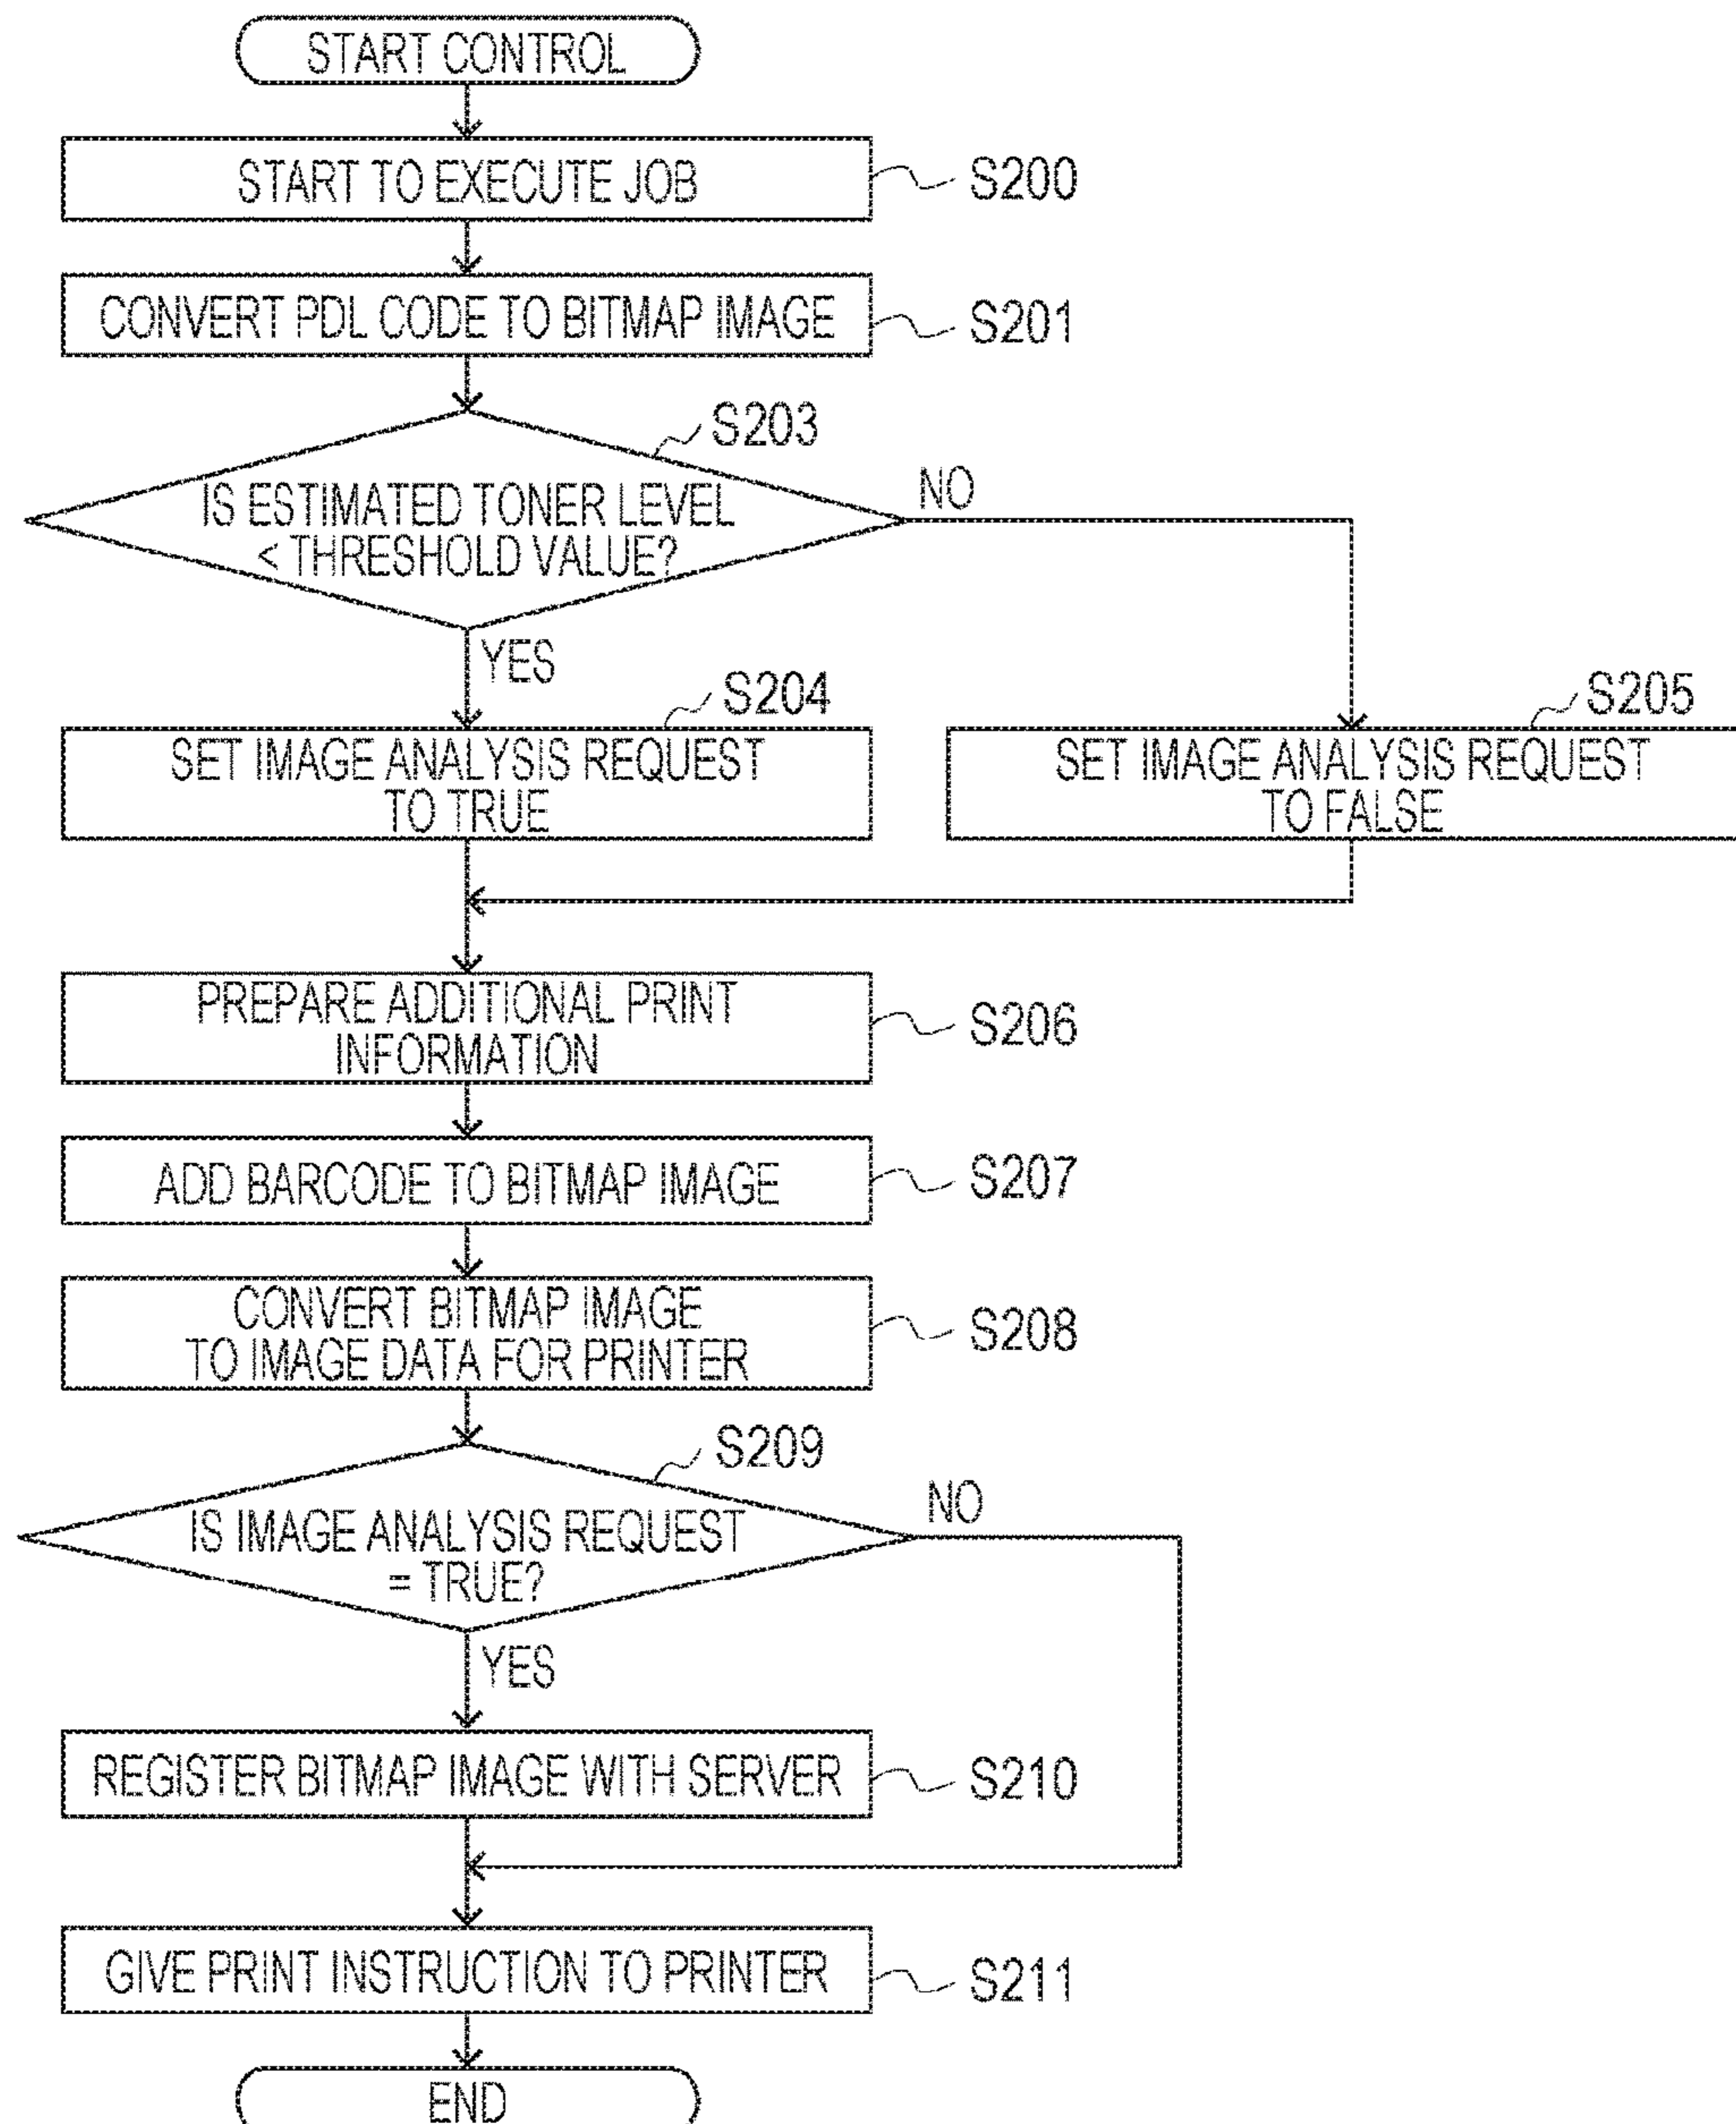 START CONTROL
START TO EXECUTE JOB
S200
CONVERT PDL CODE TO BITMAP IMAGE
S201
S203
IS ESTIMATED TONER LEVEL
< THRESHOLD VALUE?
NO
YES
S204
SET IMAGE ANALYSIS REQUEST
TO TRUE
S205
SET IMAGE ANALYSIS REQUEST
TO FALSE
PREPARE ADDITIONAL PRINT
INFORMATION
S206
ADD BARCODE TO BITMAP IMAGE
S207
CONVERT BITMAP IMAGE
TO IMAGE DATA FOR PRINTER
S208
S209
IS IMAGE ANALYSIS REQUEST
= TRUE?
NO
YES
REGISTER BITMAP IMAGE WITH SERVER
S210
GIVE PRINT INSTRUCTION TO PRINTER
S211
END